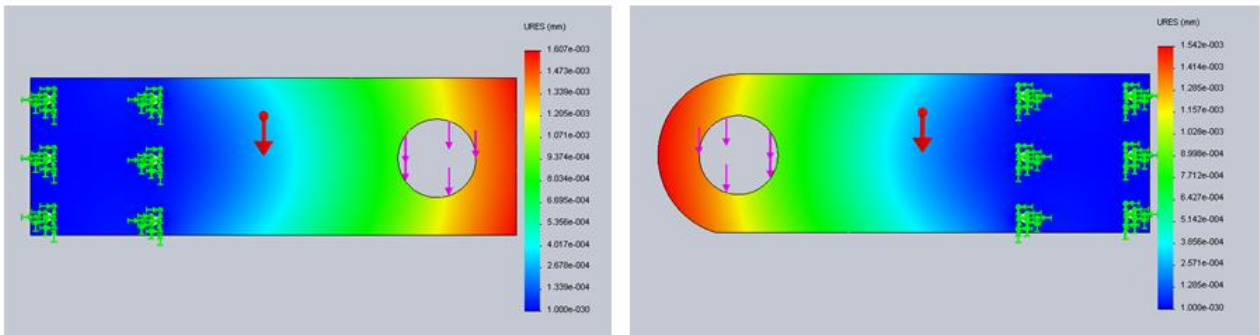 URES (mm)
1.607e-003
1.473e-003
1.339e-003
1.205e-003
1.071e-003
9.374e-004
8.034e-004
6.695e-004
5.356e-004
4.017e-004
2.678e-004
1.339e-004
1.000e-030
URES (mm)
1.542e-003
1.414e-003
1.285e-003
1.157e-003
1.028e-003
8.998e-004
7.712e-004
6.427e-004
5.142e-004
3.856e-004
2.571e-004
1.285e-004
1.000e-030